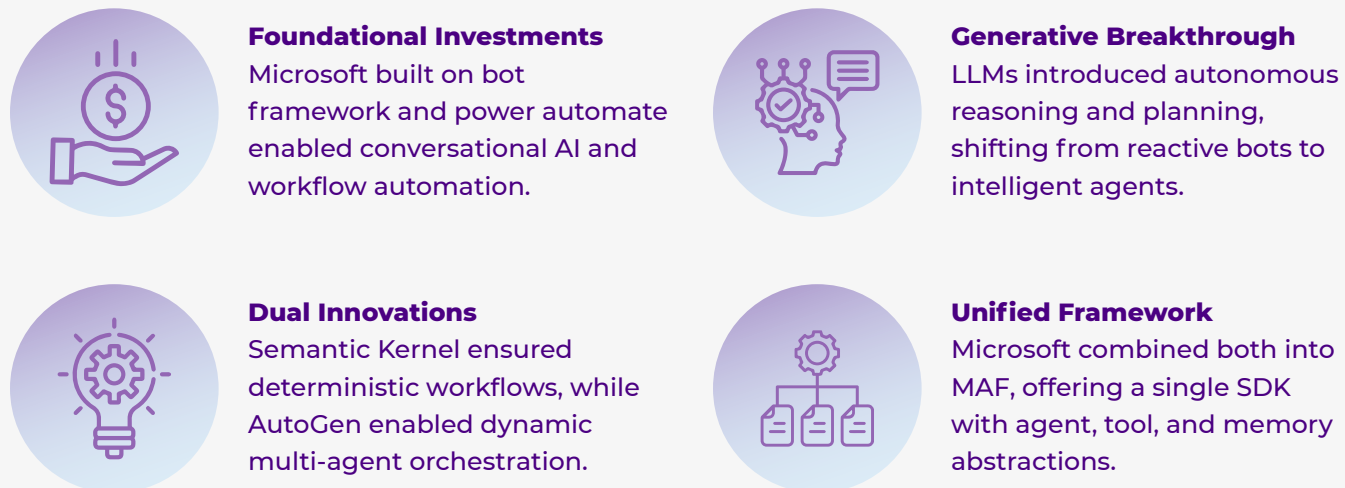 Foundational Investments
Microsoft built on bot
framework and power automate
enabled conversational AI and
workflow automation.
Generative Breakthrough
LLMs introduced autonomous
reasoning and planning,
shifting from reactive bots to
intelligent agents.
Dual Innovations
Semantic Kernel ensured
deterministic workflows, while
AutoGen enabled dynamic
multi-agent orchestration.
Unified Framework
Microsoft combined both into
MAF, offering a single SDK
with agent, tool, and memory
abstractions.